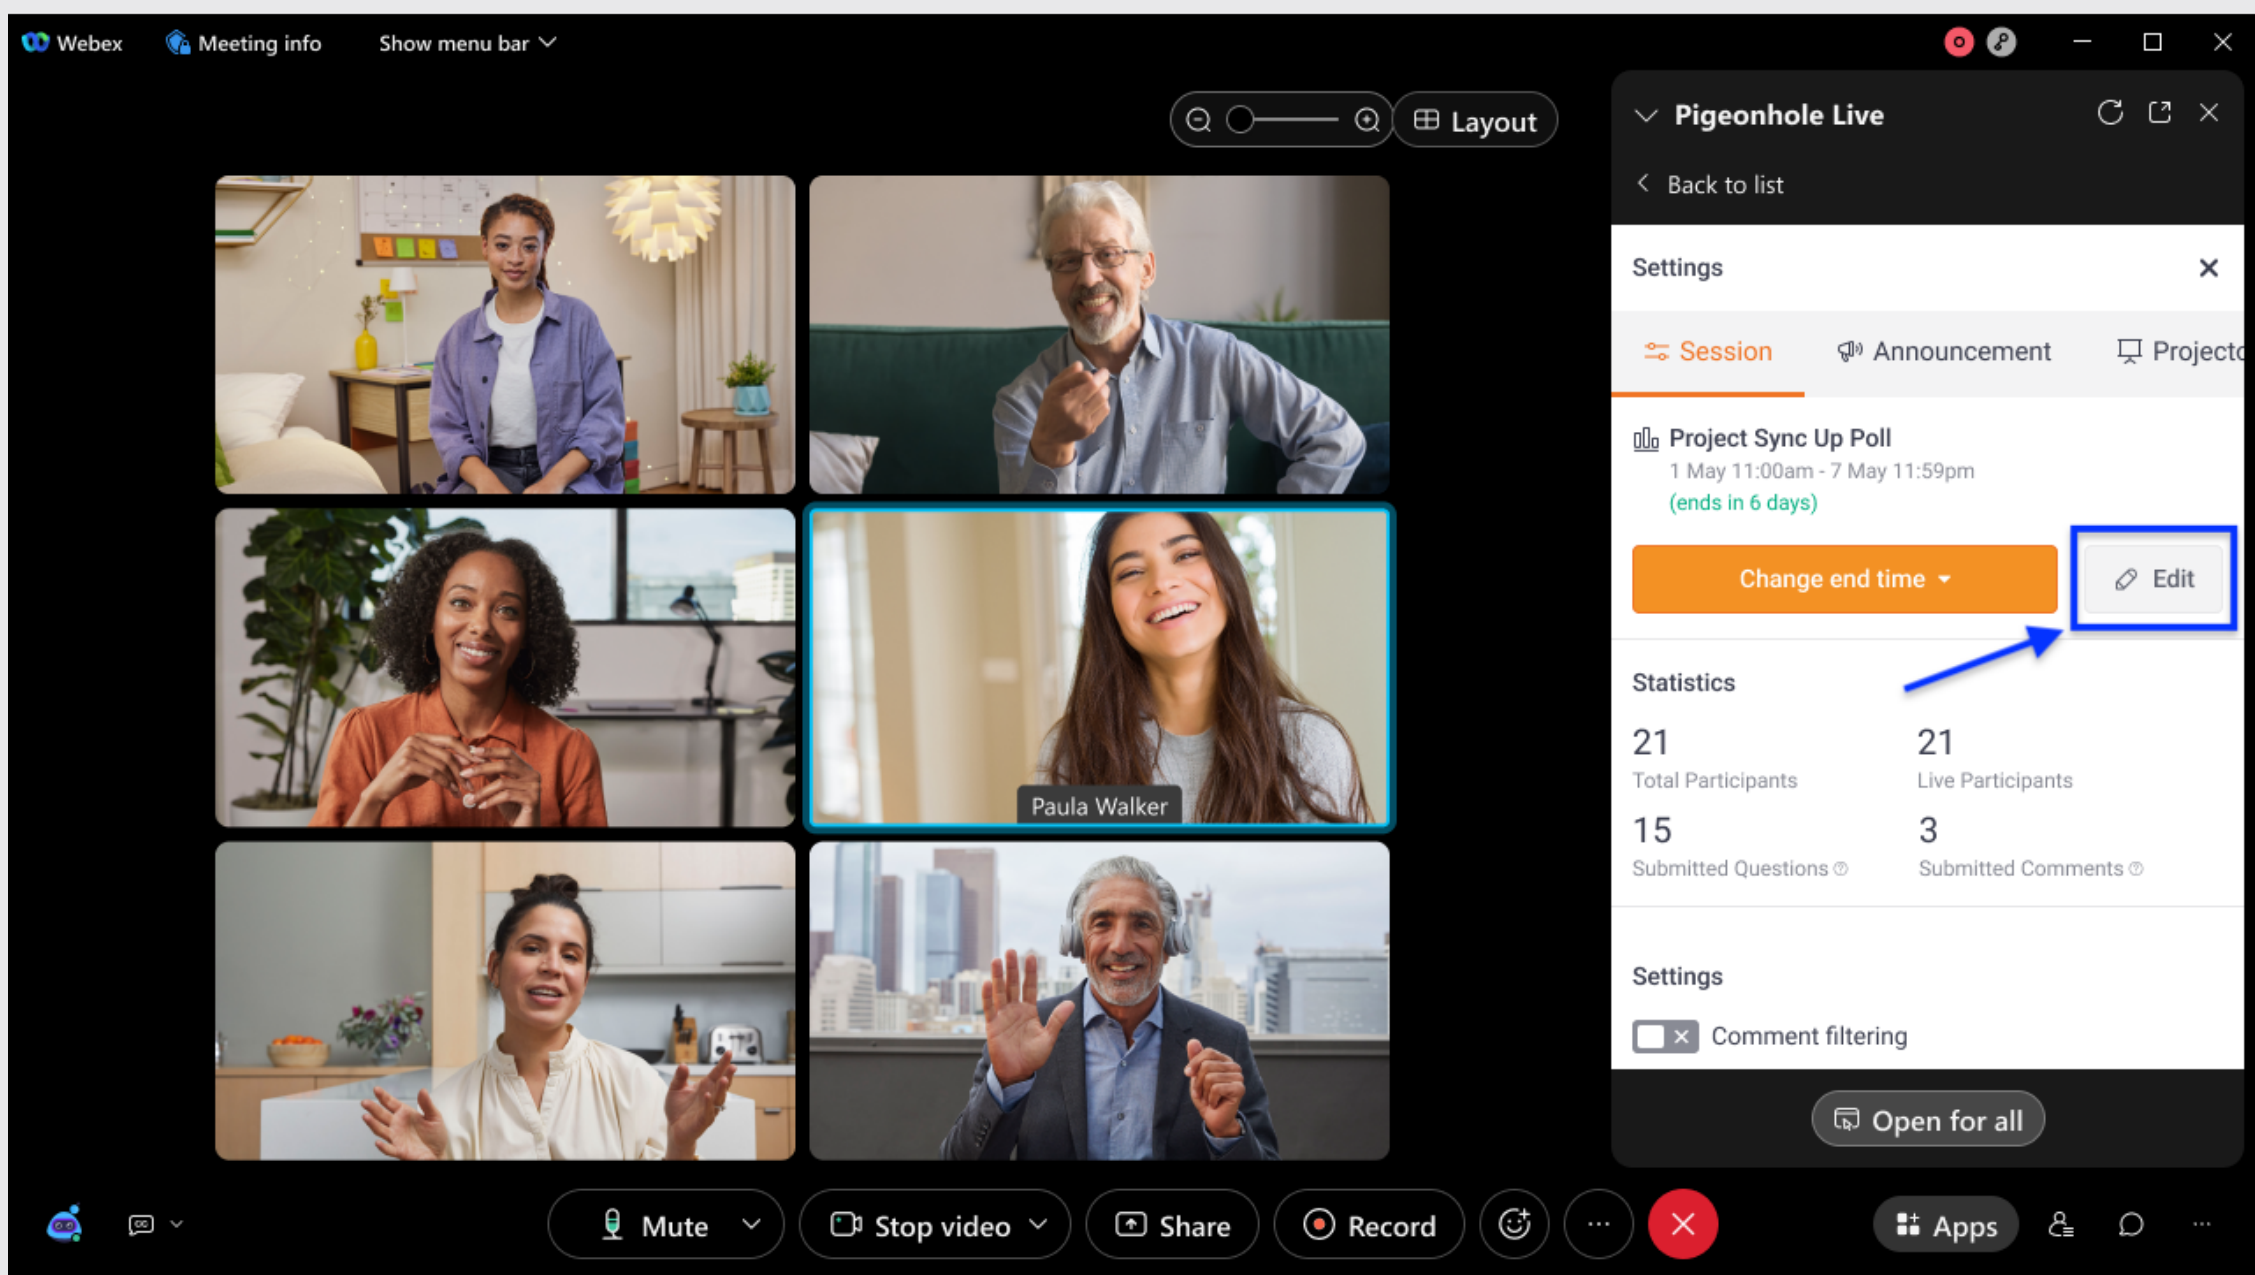 Webex Meeting info Show menu bar
Layout
Pigeonhole Live
Back to list
Settings
Session Announcement Projecto
Project Sync Up Poll
1 May 11:00am - 7 May 11:59pm
(ends in 6 days)
Change end time Edit
Statistics
21 21
Total Participants Live Participants
15 3
Submitted Questions Submitted Comments
Settings
Comment filtering
Open for all
Paula Walker
CC Mute Stop video Share Record Apps